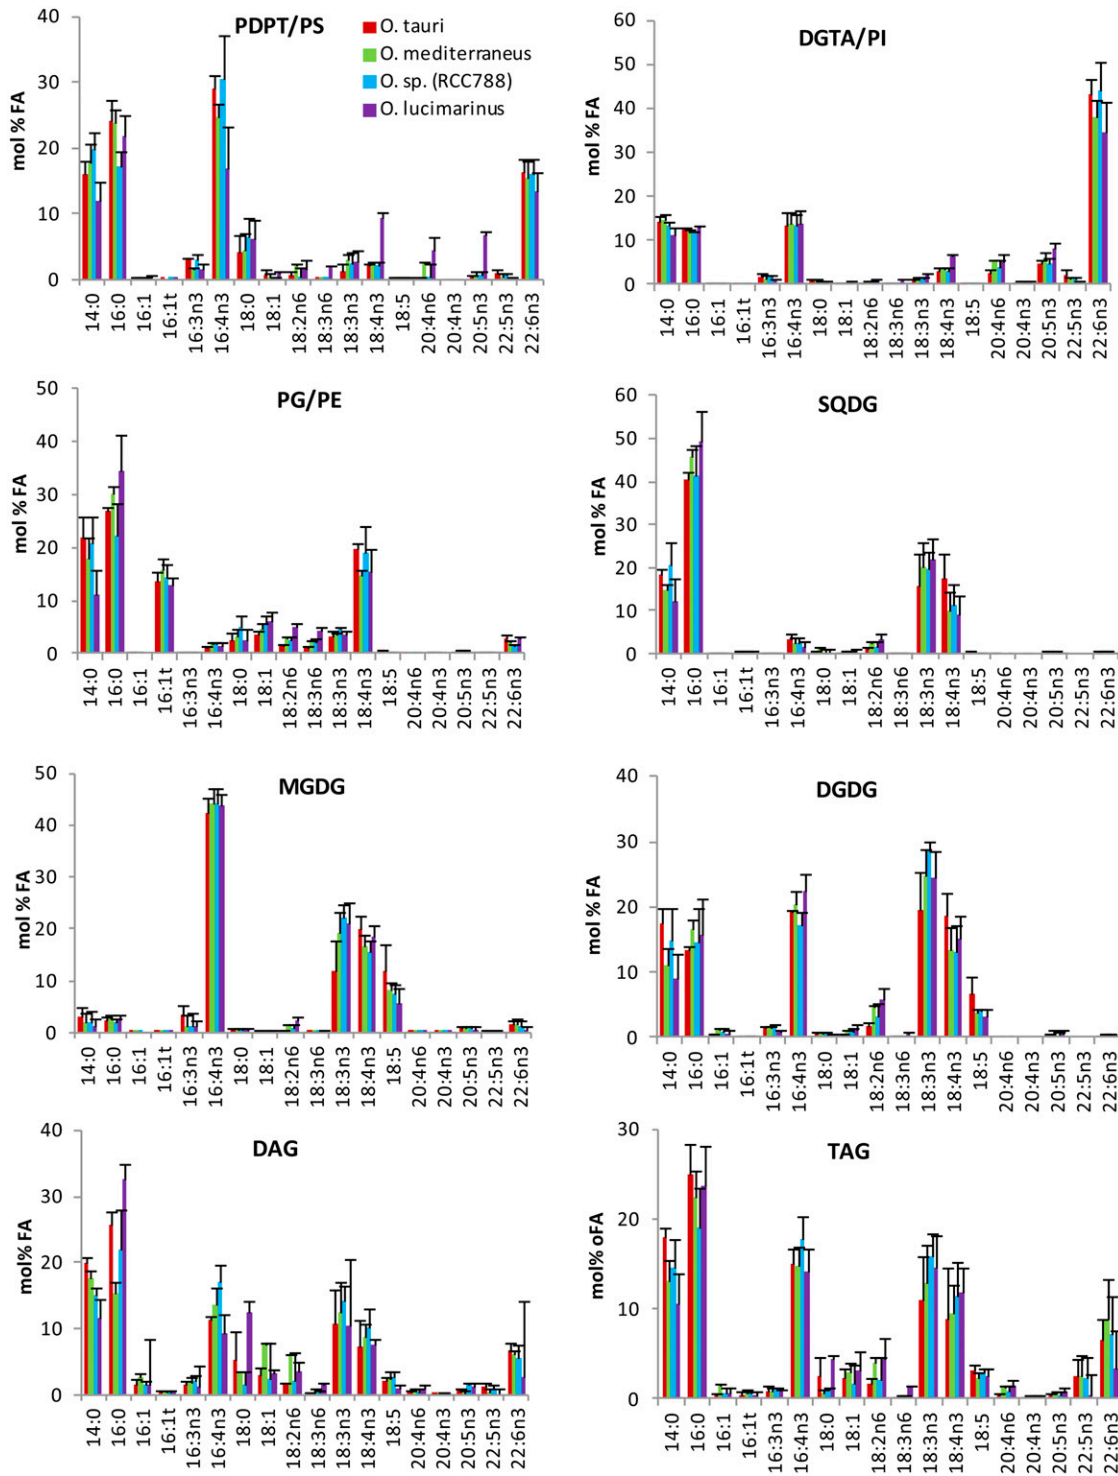 PDPT/PS
O. tauri
O. mediterraneus
O. sp. (RCC788)
O. lucimarinus
mol % FA
40
30
20
10
0
14:0
16:0
16:1
16:1t
16:3n3
16:4n3
18:0
18:1
18:2n6
18:3n6
18:3n3
18:4n3
18:5
20:4n6
20:4n3
20:5n3
22:5n3
22:6n3
DGTA/PI
mol % FA
60
50
40
30
20
10
0
14:0
16:0
16:1
16:1t
16:3n3
16:4n3
18:0
18:1
18:2n6
18:3n6
18:3n3
18:4n3
18:5
20:4n6
20:4n3
20:5n3
22:5n3
22:6n3
PG/PE
mol % FA
50
40
30
20
10
0
14:0
16:0
16:1
16:1t
16:3n3
16:4n3
18:0
18:1
18:2n6
18:3n6
18:3n3
18:4n3
18:5
20:4n6
20:4n3
20:5n3
22:5n3
22:6n3
SQDG
mol % FA
60
50
40
30
20
10
0
14:0
16:0
16:1
16:1t
16:3n3
16:4n3
18:0
18:1
18:2n6
18:3n6
18:3n3
18:4n3
18:5
20:4n6
20:4n3
20:5n3
22:5n3
22:6n3
MGDG
mol % FA
50
40
30
20
10
0
14:0
16:0
16:1
16:1t
16:3n3
16:4n3
18:0
18:1
18:2n6
18:3n6
18:3n3
18:4n3
18:5
20:4n6
20:4n3
20:5n3
22:5n3
22:6n3
DGDG
mol % FA
40
30
20
10
0
14:0
16:0
16:1
16:1t
16:3n3
16:4n3
18:0
18:1
18:2n6
18:3n6
18:3n3
18:4n3
18:5
20:4n6
20:4n3
20:5n3
22:5n3
22:6n3
DAG
mol% FA
40
30
20
10
0
14:0
16:0
16:1
16:1t
16:3n3
16:4n3
18:0
18:1
18:2n6
18:3n6
18:3n3
18:4n3
18:5
20:4n6
20:4n3
20:5n3
22:5n3
22:6n3
TAG
mol% oFA
30
20
10
0
14:0
16:0
16:1
16:1t
16:3n3
16:4n3
18:0
18:1
18:2n6
18:3n6
18:3n3
18:4n3
18:5
20:4n6
20:4n3
20:5n3
22:5n3
22:6n3